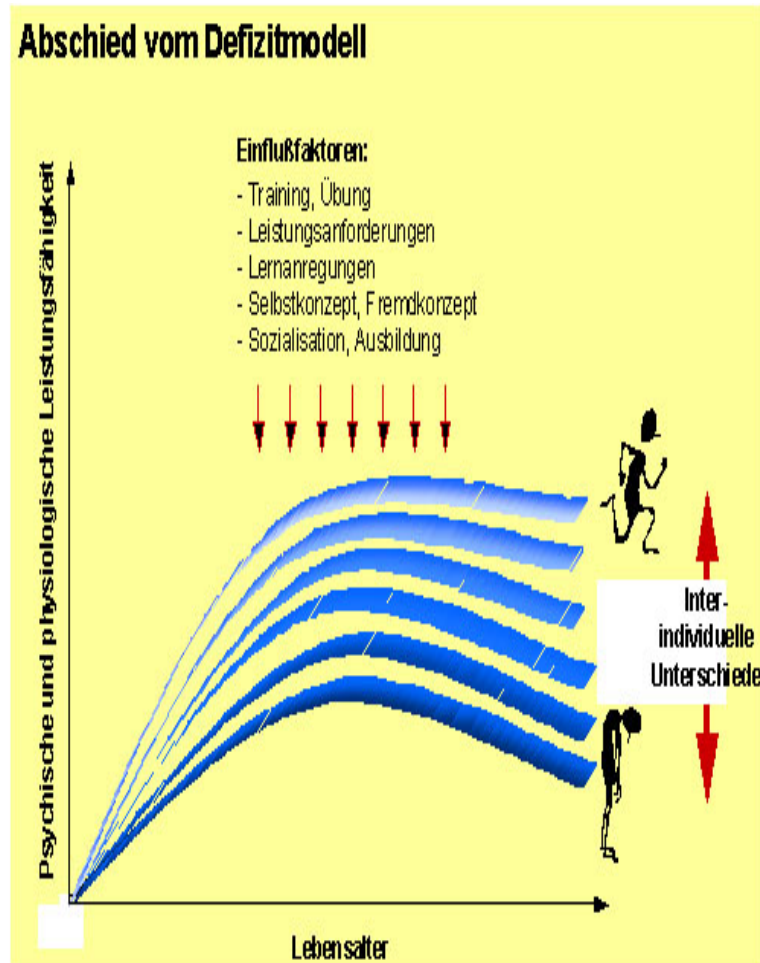 Abschied vom Defizitmodell
Einflußfaktoren:
- Training, Übung
- Leistungsanforderungen
- Lernanregungen
- Selbstkonzept, Fremdkonzept
- Sozialisation, Ausbildung
Psychische und physiologische Leistungsfähigkeit
Inter-
individuelle
Unterschiede
Lebensalter